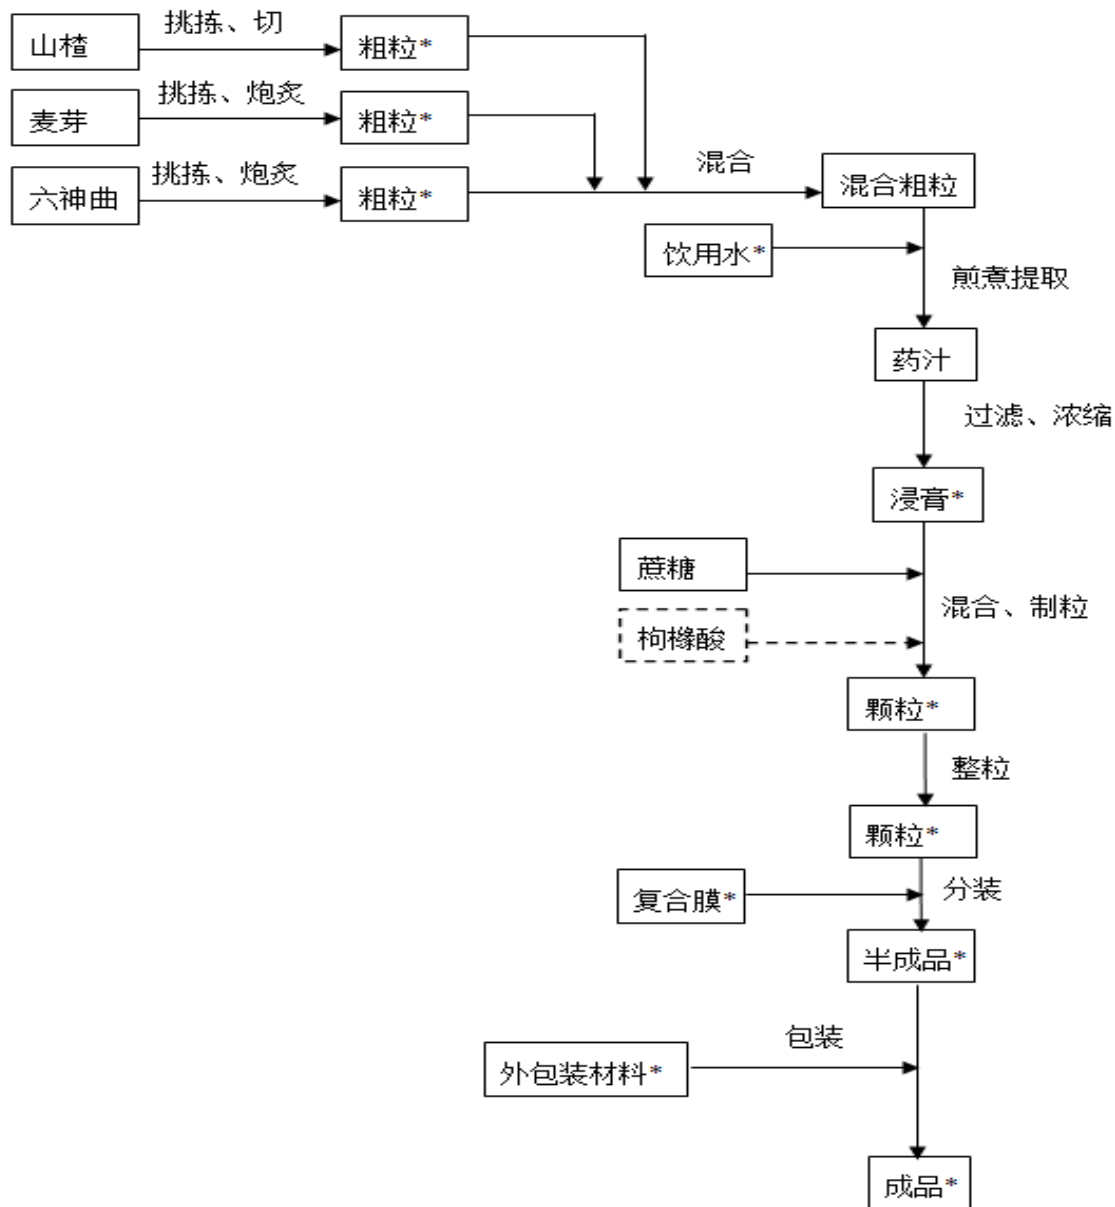 山楂
挑拣、切
粗粒*
麦芽
挑拣、炮炙
粗粒*
六神曲
挑拣、炮炙
粗粒*
混合
混合粗粒
饮用水*
煎煮提取
药汁
过滤、浓缩
浸膏*
蔗糖
混合、制粒
枸橼酸
颗粒*
整粒
颗粒*
复合膜*
分装
半成品*
包装
外包装材料*
成品*